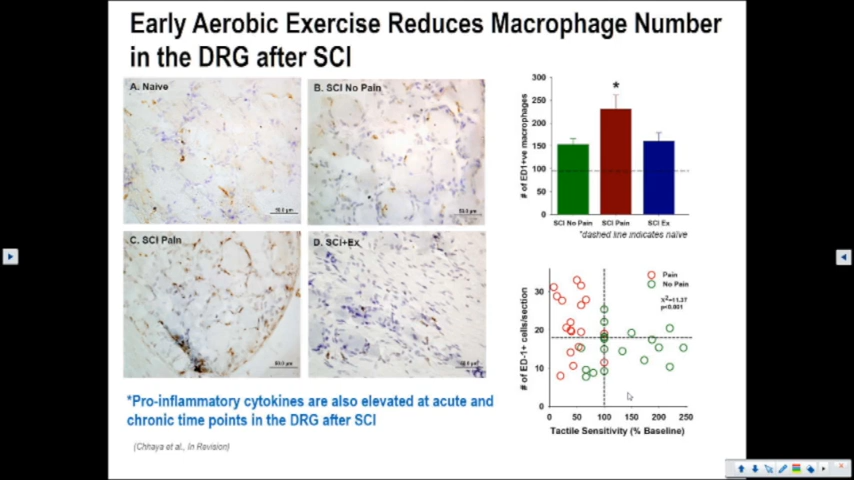 Early Aerobic Exercise Reduces Macrophage Number
in the DRG after SCI
A. Naive
B. SCI No Pain
C. SCI Pain
D. SCI+Ex
# of ED1+ve macrophages
300
250
200
150
100
50
0
*
SCI No Pain SCI Pain SCI Ex
*dashed line indicates naive
# of ED-1+ cells/section
30
20
10
0
Pain
No Pain
X²=11.37
p<0.001
0 50 100 150 200 250
Tactile Sensitivity (% Baseline)
*Pro-inflammatory cytokines are also elevated at acute and
chronic time points in the DRG after SCI
(Chhaya et al., In Revision)